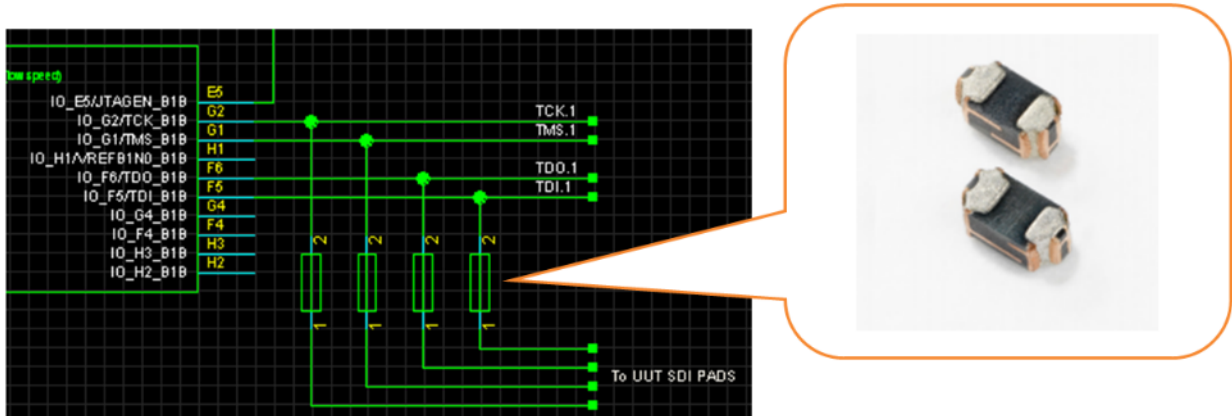 low speed)
IO_E5/JTAGEN_B1B E5
IO_G2/TCK_B1B G2 TCK.1
IO_G1/TMS_B1B G1 TMS.1
IO_H1/VREFB1N0_B1B H1
IO_F6/TDO_B1B F6 TDO.1
IO_F5/TDI_B1B F5 TDI.1
IO_G4_B1B G4
IO_F4_B1B F4
IO_H3_B1B H3
IO_H2_B1B H2
2 2 2 2
1 1 1 1
To UUT SDI PADS